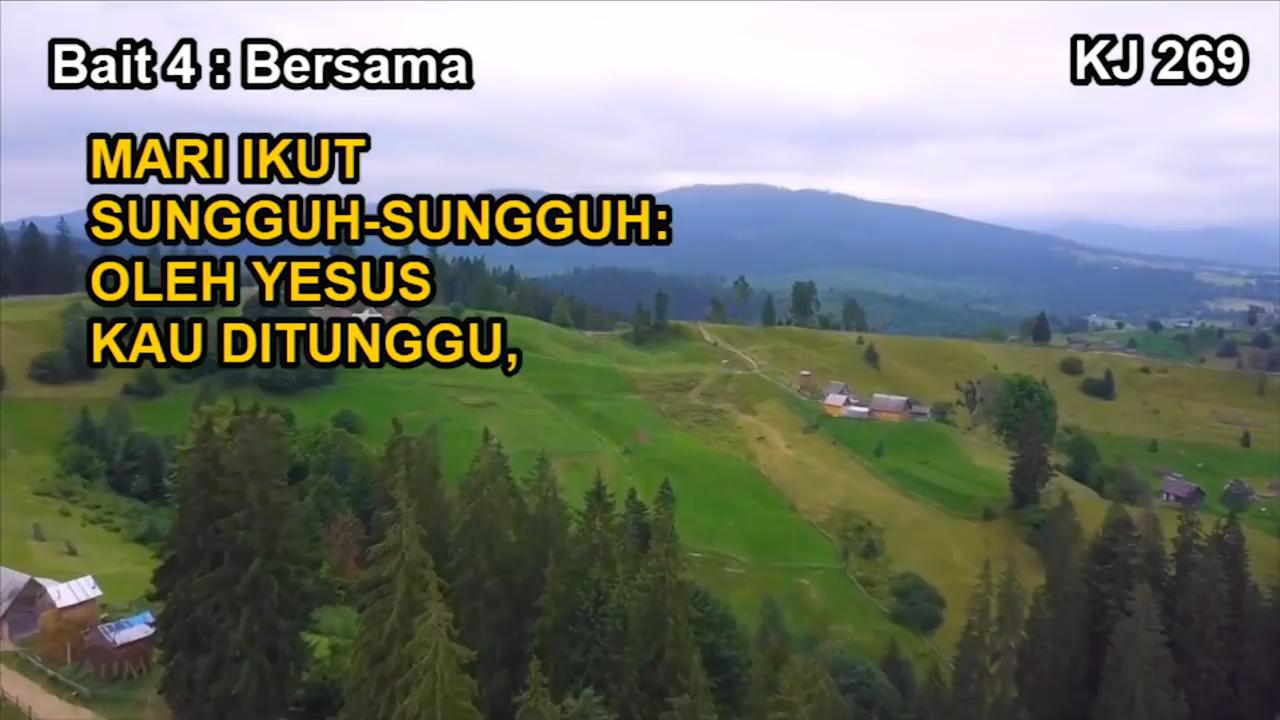 Bait 4 : Bersama
KJ 269
MARI IKUT
SUNGGUH-SUNGGUH:
OLEH YESUS
KAU DITUNGGU,